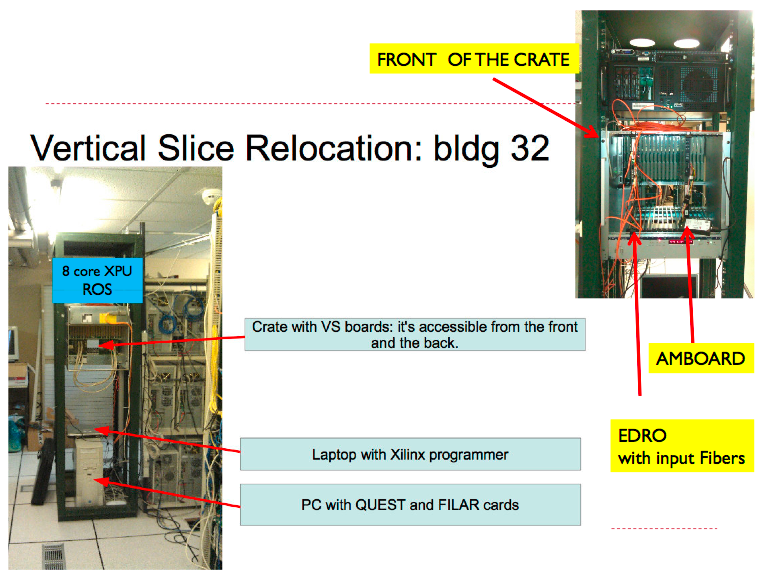 FRONT  OF THE CRATE
Vertical Slice Relocation: bldg 32
8 core XPU
ROS
Crate with VS boards: it's accessible from the front
and the back.
AMBOARD
Laptop with Xilinx programmer
EDRO
with input Fibers
PC with QUEST and FILAR cards